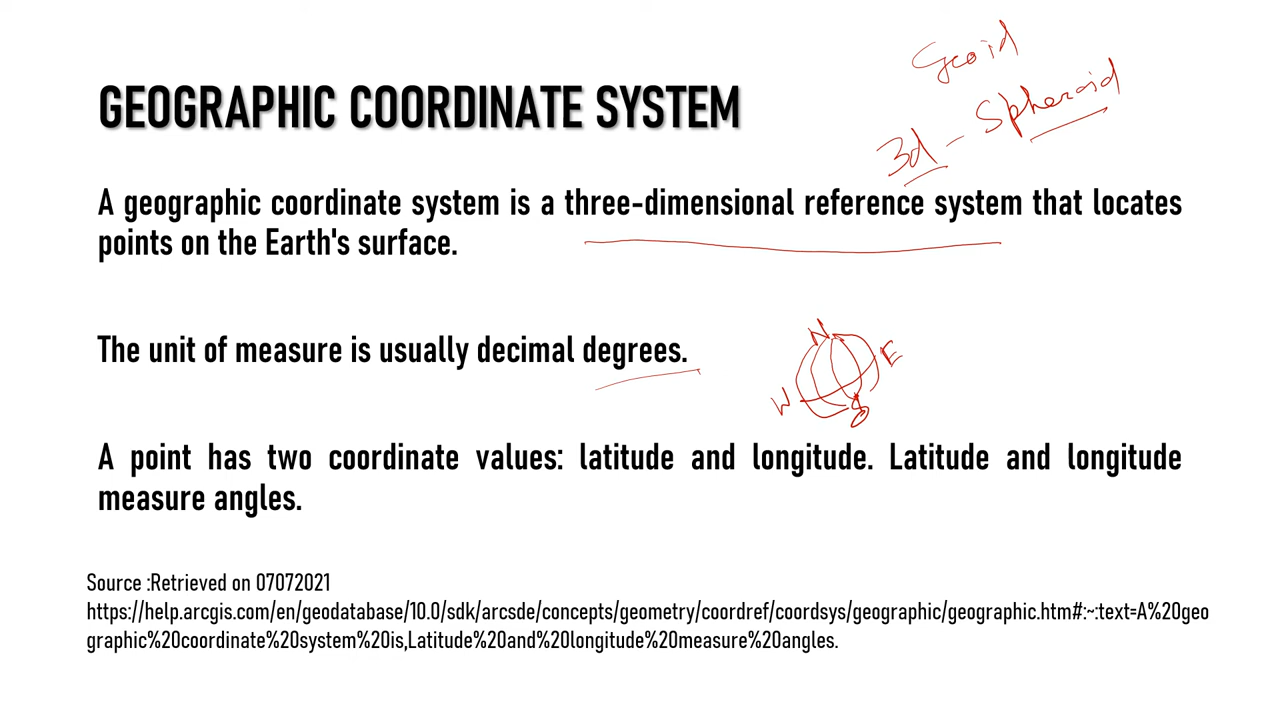 Geoid
3d - Spheroid
GEOGRAPHIC COORDINATE SYSTEM
A geographic coordinate system is a three-dimensional reference system that locates
points on the Earth's surface.
The unit of measure is usually decimal degrees.
N
E
W
S
A point has two coordinate values: latitude and longitude. Latitude and longitude
measure angles.
Source :Retrieved on 07072021
https://help.arcgis.com/en/geodatabase/10.0/sdk/arcsde/concepts/geometry/coordref/coordsys/geographic/geographic.htm#:~:text=A%20geo
graphic%20coordinate%20system%20is,Latitude%20and%20longitude%20measure%20angles.